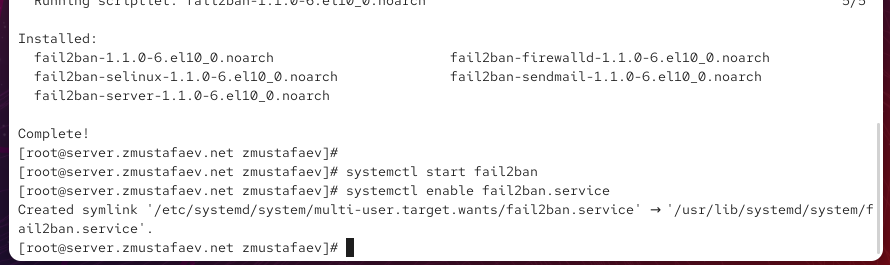 Running scriptlet: fail2ban-1.1.0-6.el10_0.noarch 5/5
Installed:
fail2ban-1.1.0-6.el10_0.noarch fail2ban-firewalld-1.1.0-6.el10_0.noarch
fail2ban-selinux-1.1.0-6.el10_0.noarch fail2ban-sendmail-1.1.0-6.el10_0.noarch
fail2ban-server-1.1.0-6.el10_0.noarch
Complete!
[root@server.zmustafaev.net zmustafaev]#
[root@server.zmustafaev.net zmustafaev]# systemctl start fail2ban
[root@server.zmustafaev.net zmustafaev]# systemctl enable fail2ban.service
Created symlink '/etc/systemd/system/multi-user.target.wants/fail2ban.service' → '/usr/lib/systemd/system/f
ail2ban.service'.
[root@server.zmustafaev.net zmustafaev]#